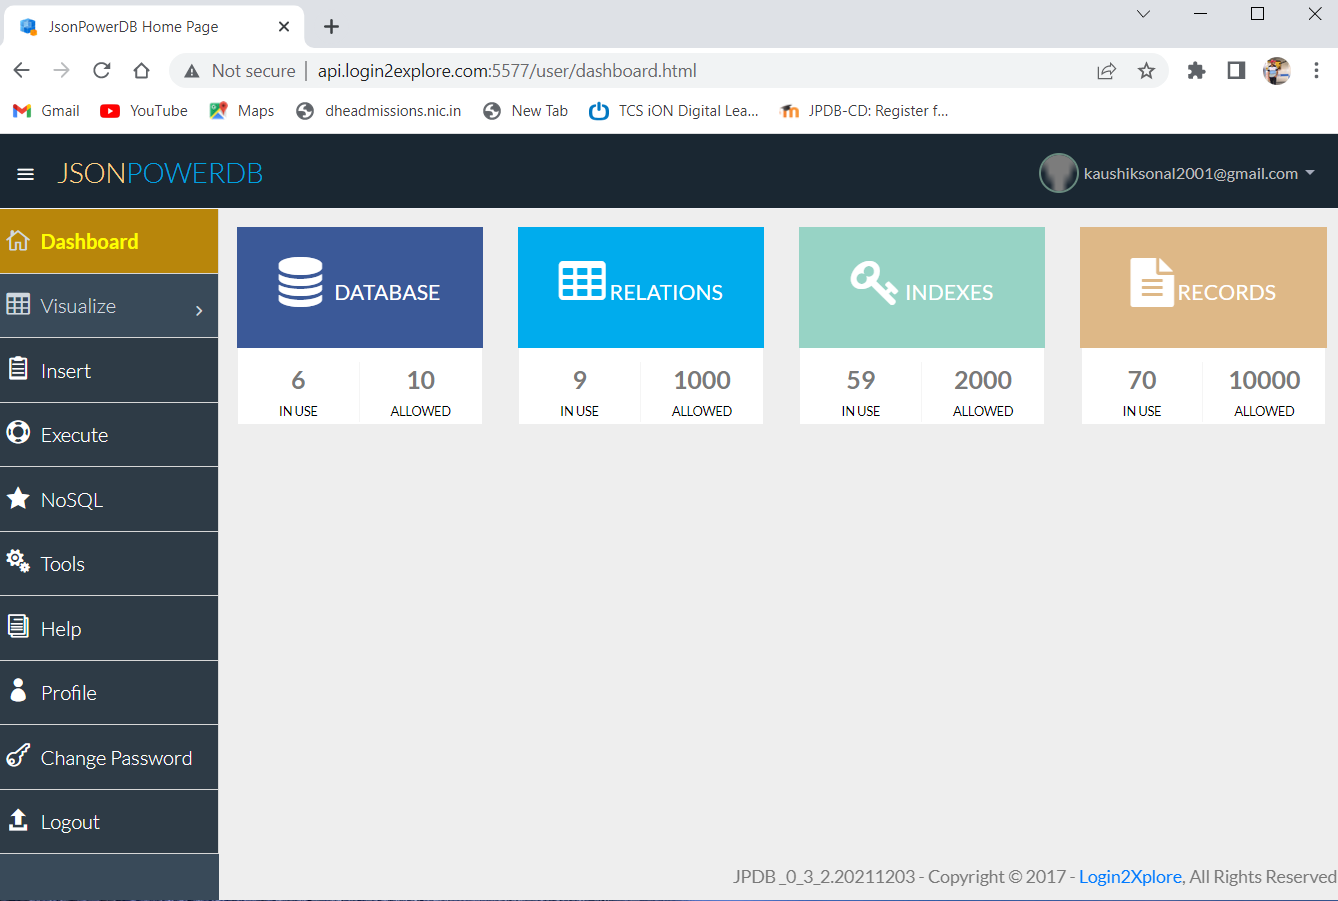 JsonPowerDB Home Page
Not secure | api.login2explore.com:5577/user/dashboard.html
Gmail YouTube Maps dheadmissions.nic.in New Tab TCS iON Digital Lea... JPDB-CD: Register f...
JSONPOWERDB kaushiksonal2001@gmail.com
Dashboard
Visualize
Insert
Execute
NoSQL
Tools
Help
Profile
Change Password
Logout
DATABASE
6 10
IN USE ALLOWED
RELATIONS
9 1000
IN USE ALLOWED
INDEXES
59 2000
IN USE ALLOWED
RECORDS
70 10000
IN USE ALLOWED
JPDB _0_3_2.20211203 - Copyright © 2017 - Login2Xplore, All Rights Reserved